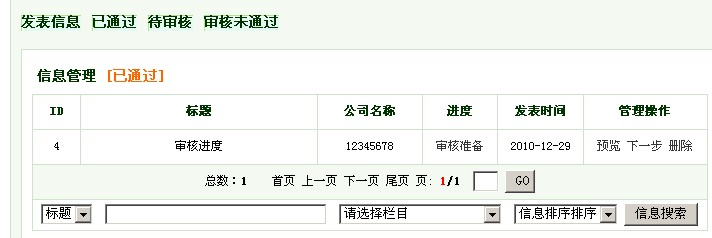 发表信息 已通过 待审核 审核未通过
信息管理 [已通过]
ID 标题 公司名称 进度 发表时间 管理操作
4 审核进度 12345678 审核准备 2010-12-29 预览 下一步 删除
总数：1 首页 上一页 下一页 尾页 页: 1/1 GO
标题 请选择栏目 信息排序排序 信息搜索